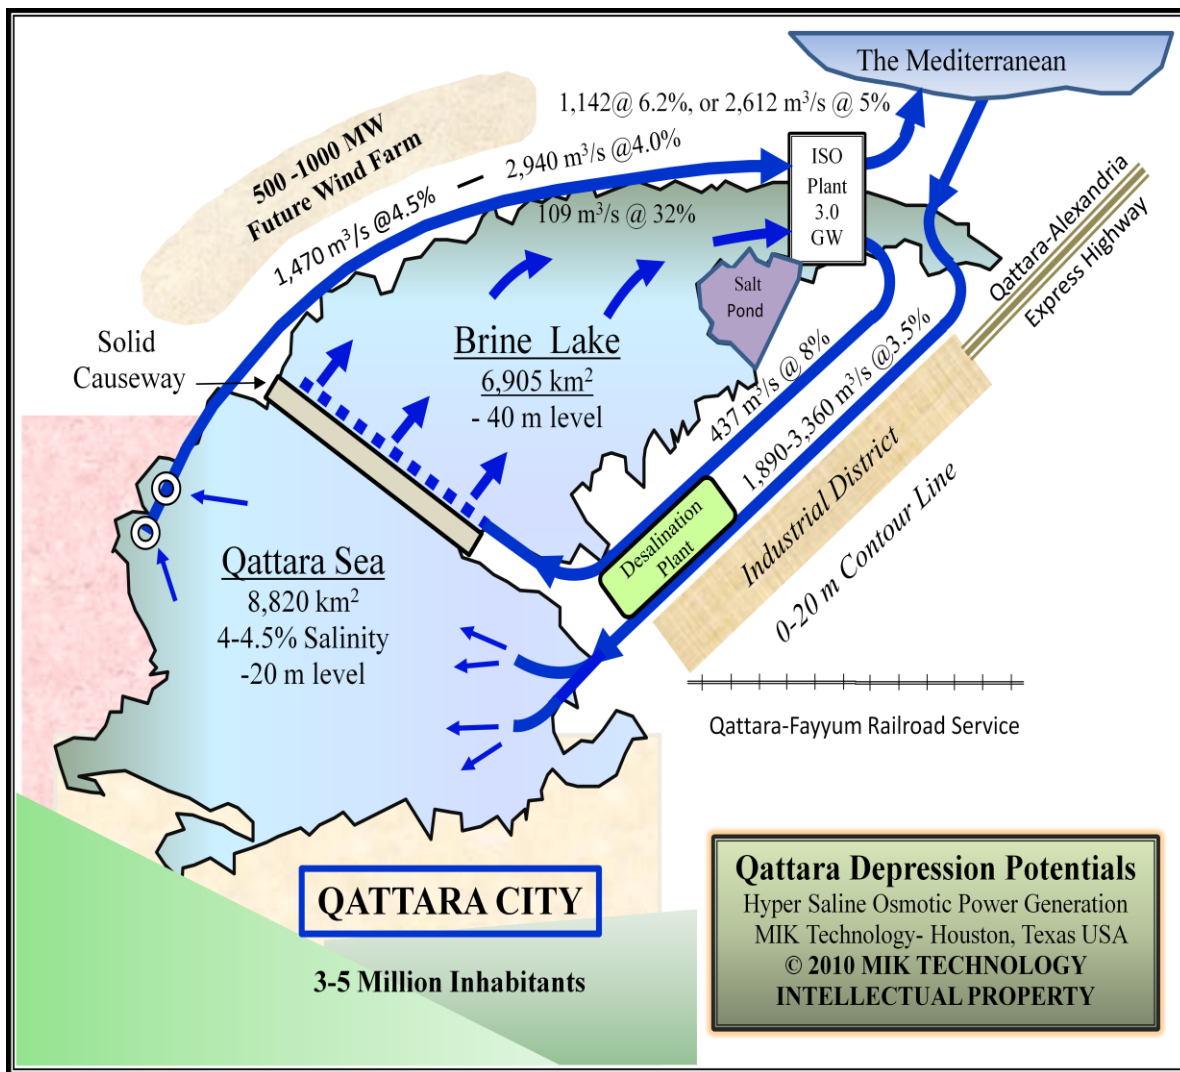 The Mediterranean
1,142@ 6.2%, or 2,612 m³/s @ 5%
500 -1000 MW
Future Wind Farm
1,470 m³/s @4.5% — 2,940 m³/s @4.0%
ISO
Plant
3.0
GW
109 m³/s @ 32%
Qattara-Alexandria
Express Highway
Salt
Pond
Solid
Causeway
Brine Lake
6,905 km²
- 40 m level
437 m³/s @ 8%
1,890-3,360 m³/s @3.5%
Industrial District
0-20 m Contour Line
Desalination
Plant
Qattara Sea
8,820 km²
4-4.5% Salinity
-20 m level
Qattara-Fayyum Railroad Service
QATTARA CITY
3-5 Million Inhabitants
Qattara Depression Potentials
Hyper Saline Osmotic Power Generation
MIK Technology- Houston, Texas USA
© 2010 MIK TECHNOLOGY
INTELLECTUAL PROPERTY